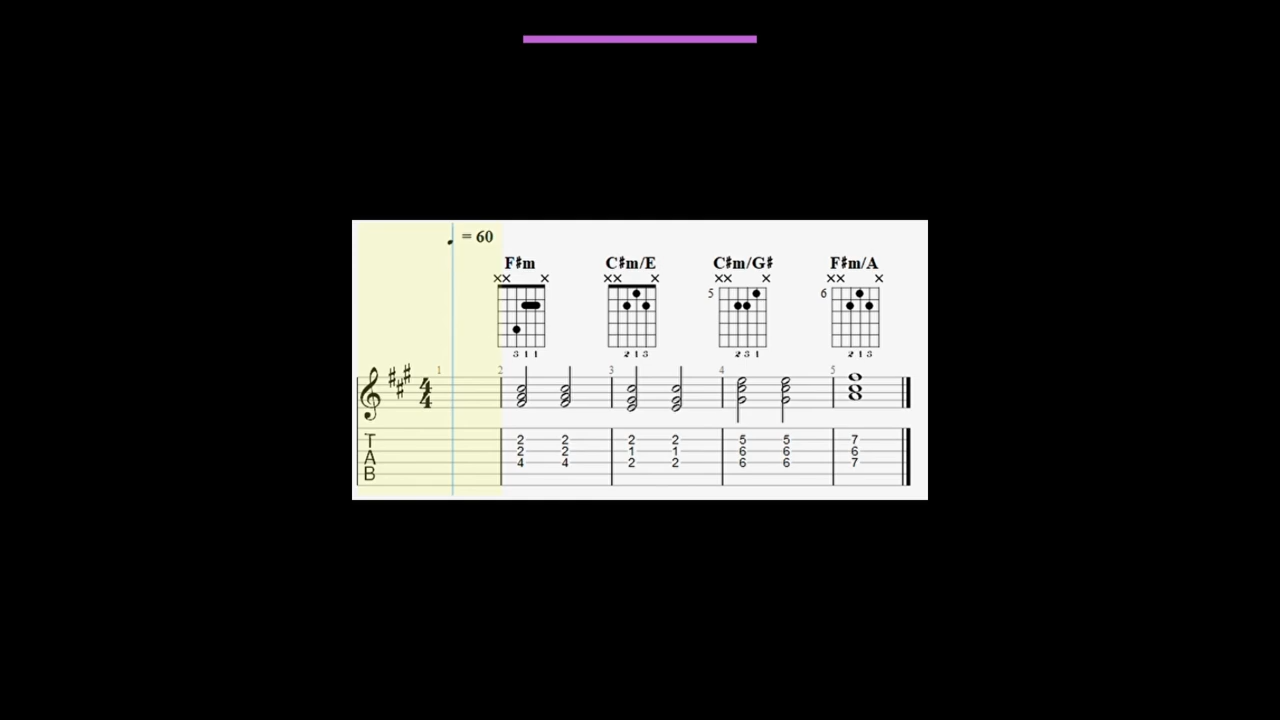 = 60
F♯m C♯m/E C♯m/G♯ F♯m/A
×× × ×× × ×× × ×× ×
5 6
3 1 1 2 1 3 2 3 1 2 1 3
1 2 3 4 5
4
4
T 2 2 2 2 5 5 7
A 2 2 1 1 6 6 6
B 4 4 2 2 6 6 7